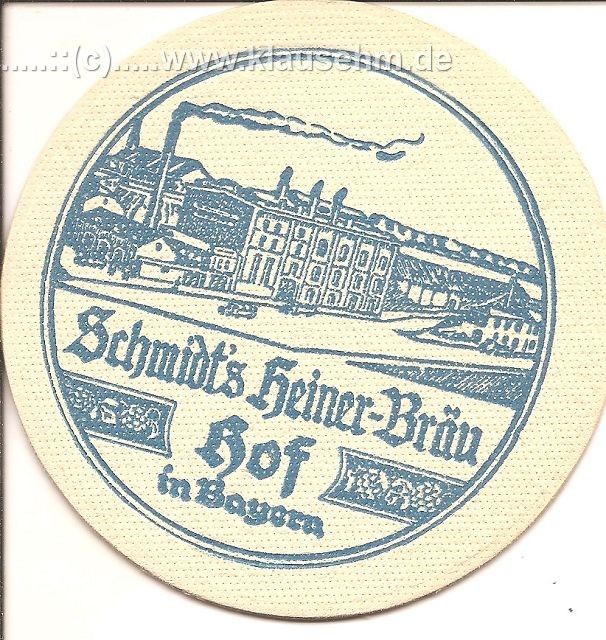 .....::(c).....www.klausehm.de
Schmidt's Heiner-Bräu
Hof
in Bayern